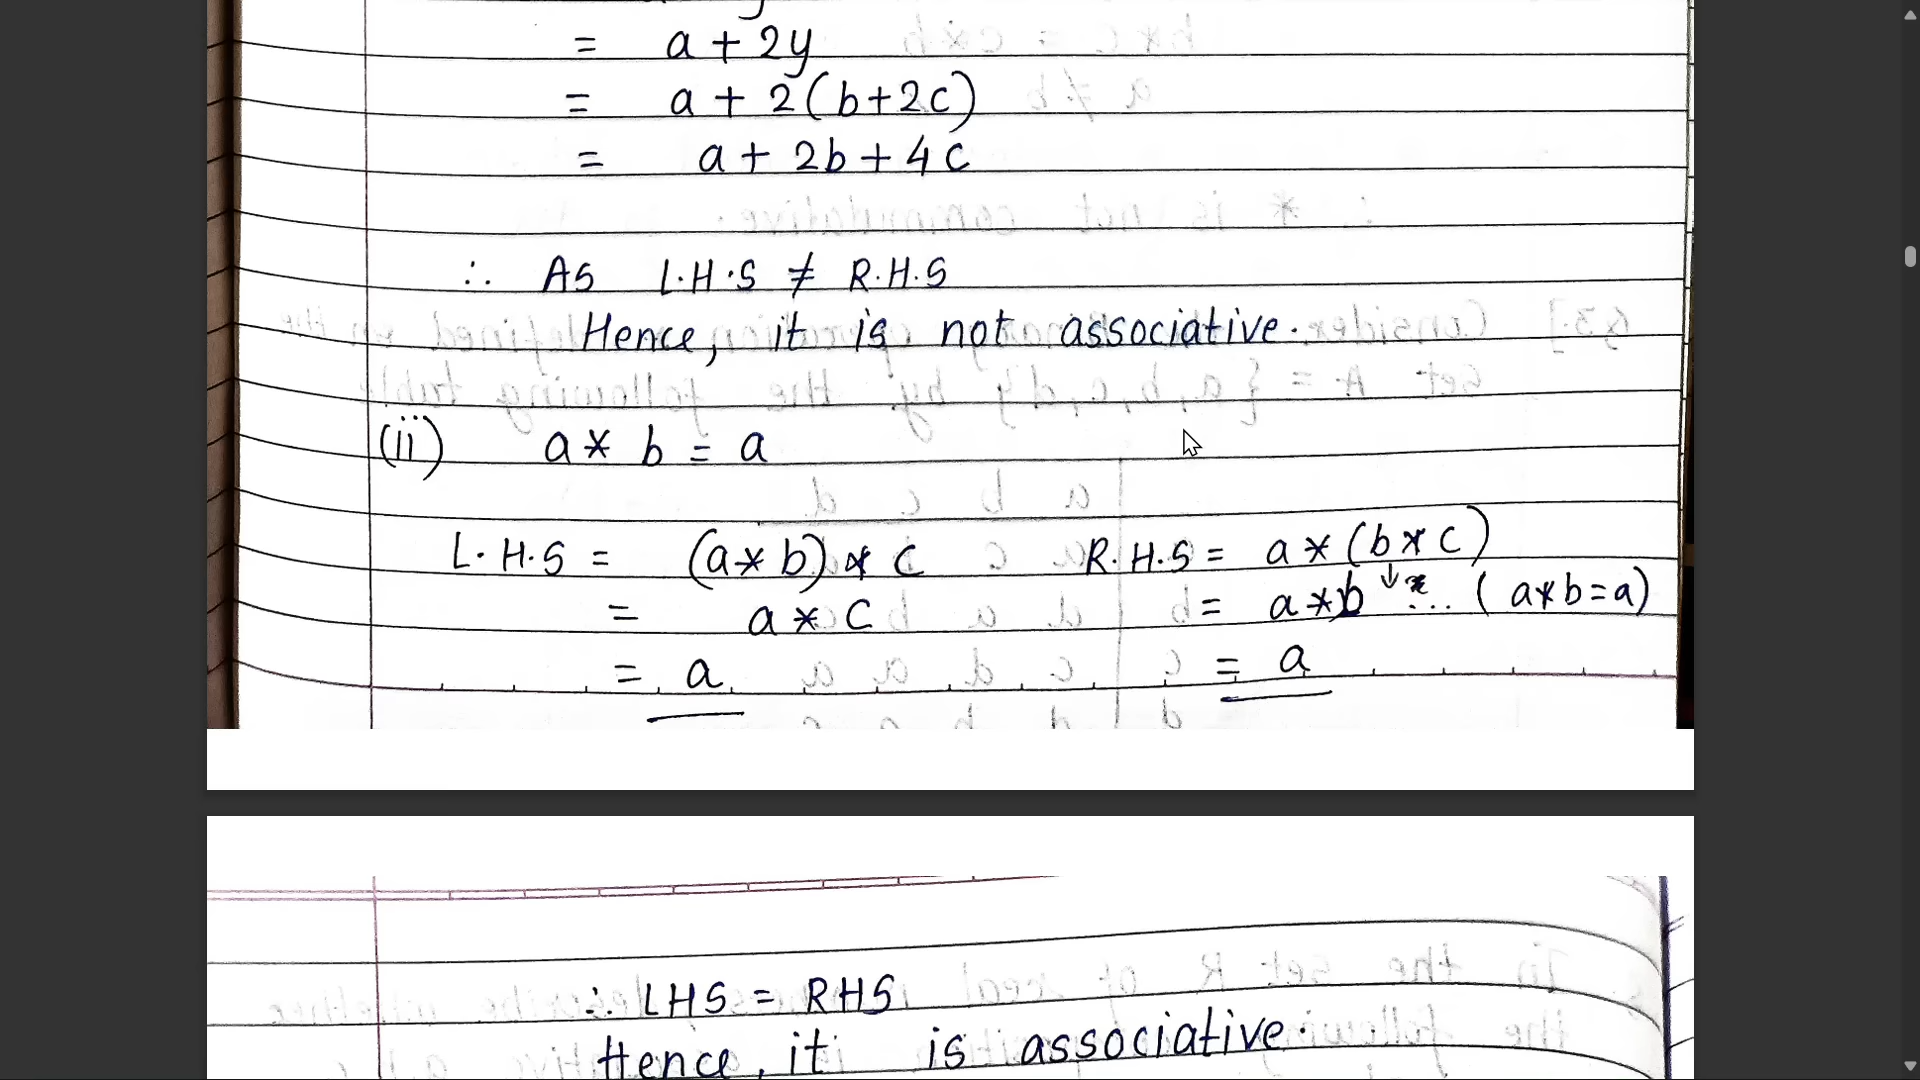 = a + 2y
= a + 2(b+2c)
= a + 2b + 4c
∴ As L.H.S ≠ R.H.S
Hence, it is not associative.
(ii) a * b = a
L.H.S = (a * b) * c
= a * c
= a
R.H.S = a * (b * c)
= a * b ↓ ... (a*b=a)
= a
∴ LHS = RHS
Hence, it is associative.